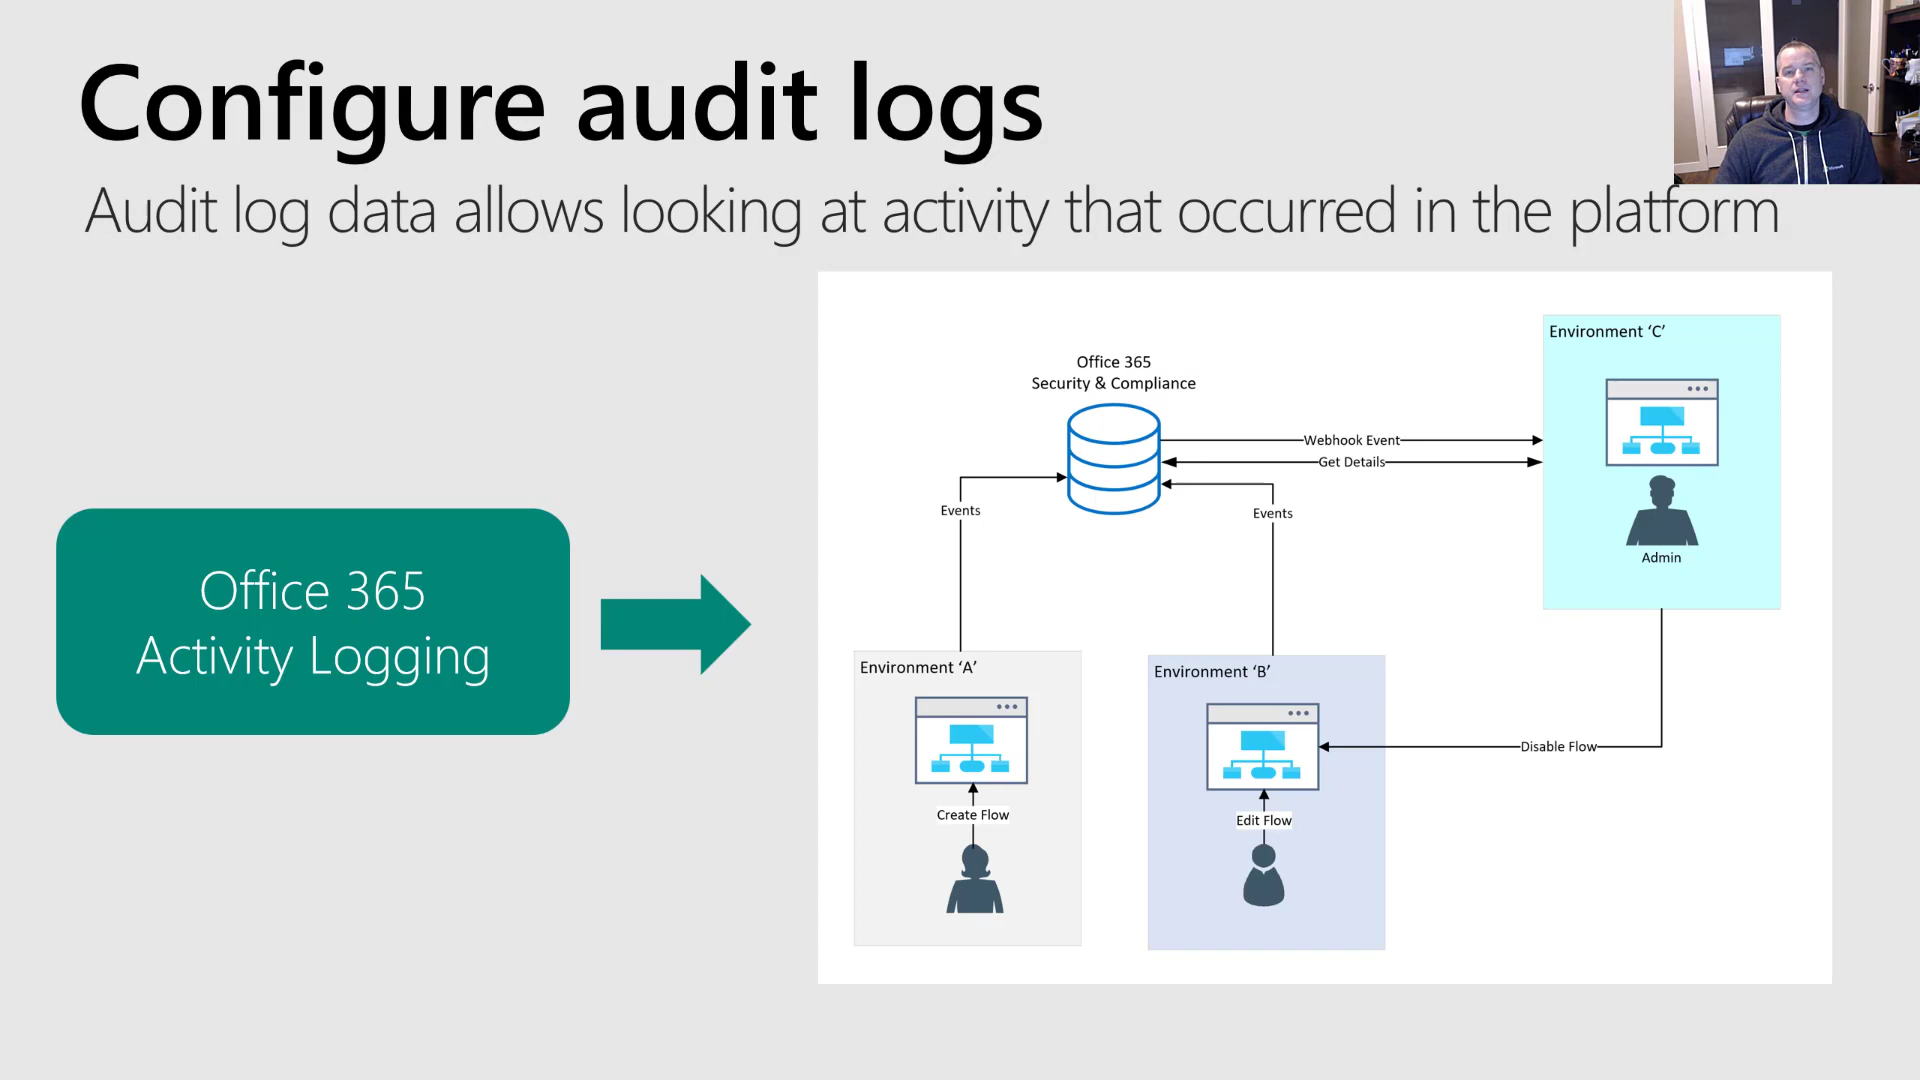 Configure audit logs
Audit log data allows looking at activity that occurred in the platform
Office 365
Activity Logging
Office 365
Security & Compliance
Environment ‘C’
Webhook Event
Get Details
Admin
Events
Events
Environment ‘A’
Environment ‘B’
Disable Flow
Create Flow
Edit Flow